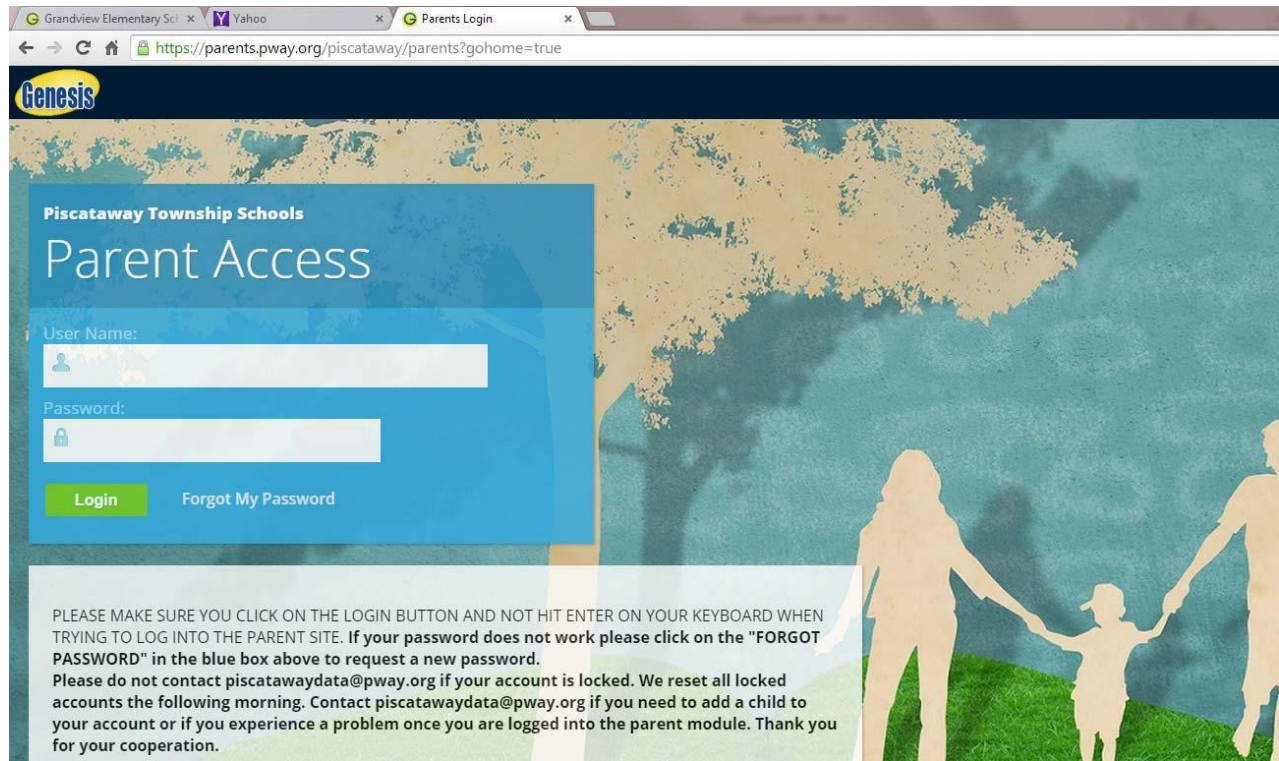 Grandview Elementary Sch
Yahoo
Parents Login
https://parents.pway.org/piscataway/parents?gohome=true
Genesis
Piscataway Township Schools
Parent Access
User Name:
Password:
Login
Forgot My Password
PLEASE MAKE SURE YOU CLICK ON THE LOGIN BUTTON AND NOT HIT ENTER ON YOUR KEYBOARD WHEN
TRYING TO LOG INTO THE PARENT SITE. If your password does not work please click on the "FORGOT
PASSWORD" in the blue box above to request a new password.
Please do not contact piscatawaydata@pway.org if your account is locked. We reset all locked
accounts the following morning. Contact piscatawaydata@pway.org if you need to add a child to
your account or if you experience a problem once you are logged into the parent module. Thank you
for your cooperation.